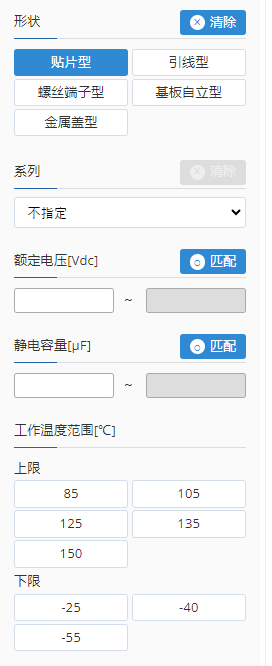 形状 清除
贴片型 引线型
螺丝端子型 基板自立型
金属盖型
系列 清除
不指定
额定电压[Vdc] 匹配
~
静电容量[μF] 匹配
~
工作温度范围[℃]
上限
85 105
125 135
150
下限
-25 -40
-55